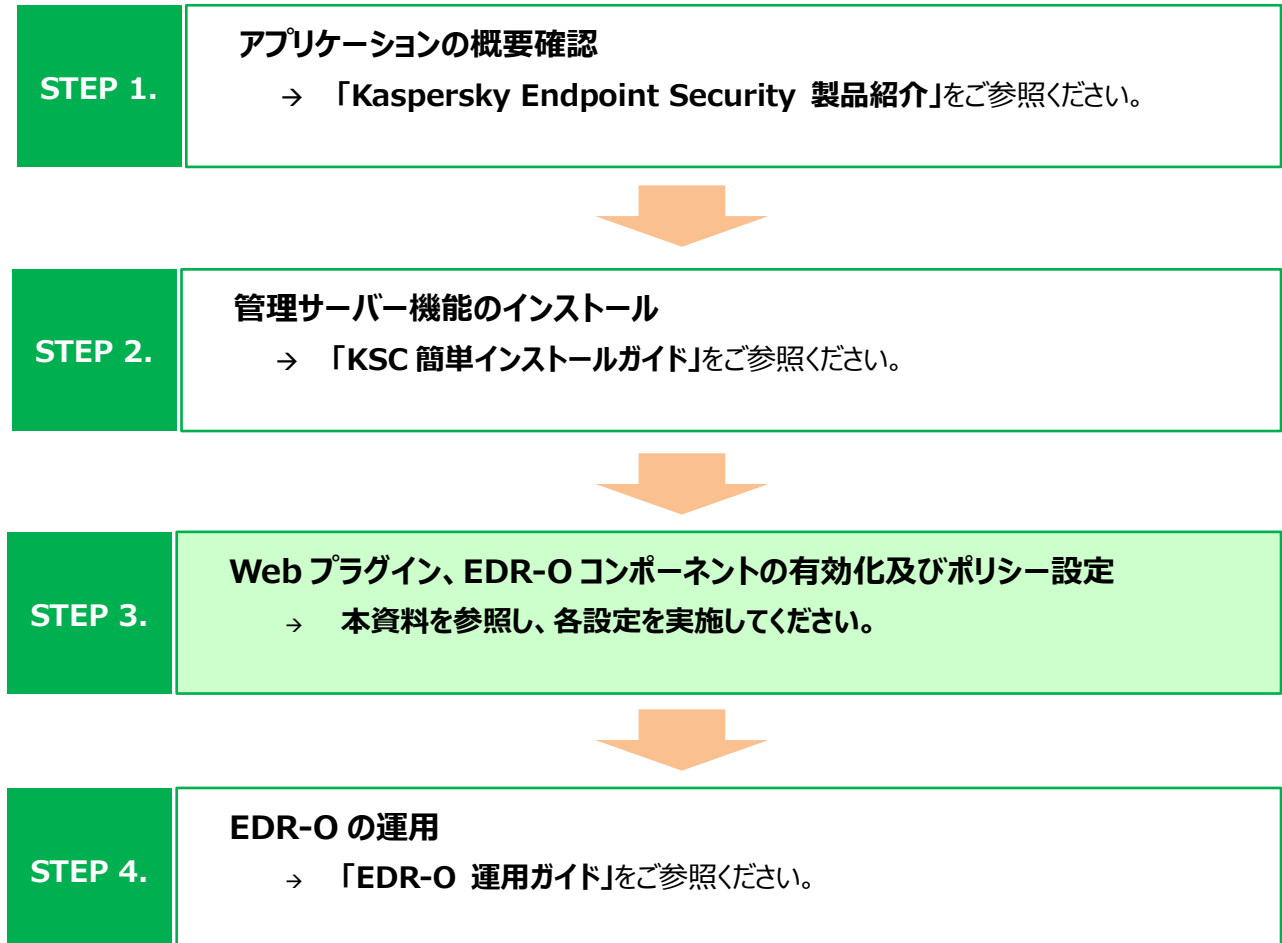 STEP 1.
アプリケーションの概要確認
→ 「Kaspersky Endpoint Security 製品紹介」をご参照ください。
STEP 2.
管理サーバー機能のインストール
→ 「KSC 簡単インストールガイド」をご参照ください。
STEP 3.
Web プラグイン、EDR-O コンポーネントの有効化及びポリシー設定
→ 本資料を参照し、各設定を実施してください。
STEP 4.
EDR-O の運用
→ 「EDR-O 運用ガイド」をご参照ください。